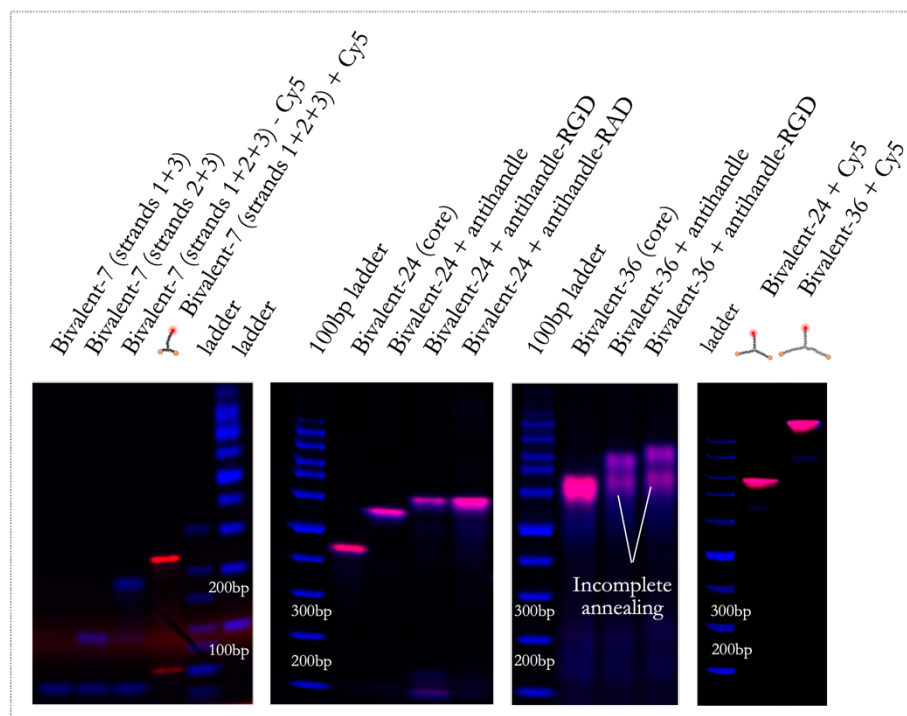 Bivalent-7 (strands 1+3)
Bivalent-7 (strands 2+3)
Bivalent-7 (strands 1+2+3) - Cy5
Bivalent-7 (strands 1+2+3) + Cy5
ladder
ladder
100bp ladder
Bivalent-24 (core)
Bivalent-24 + antihandle
Bivalent-24 + antihandle-RGD
Bivalent-24 + antihandle-RAD
100bp ladder
Bivalent-36 (core)
Bivalent-36 + antihandle
Bivalent-36 + antihandle-RGD
ladder
Bivalent-24 + Cy5
Bivalent-36 + Cy5
200bp
100bp
300bp
200bp
Incomplete
annealing
300bp
200bp
300bp
200bp